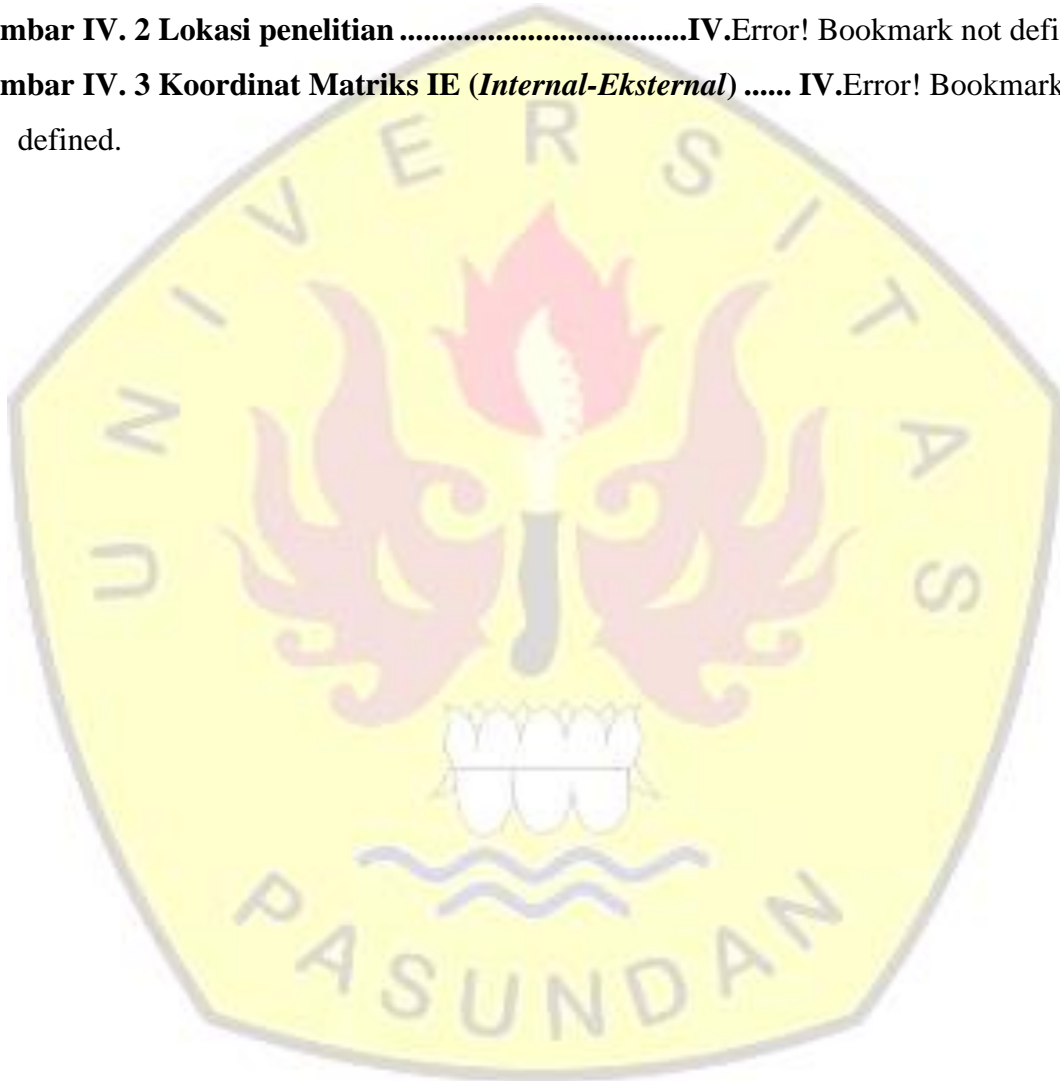 mbar IV. 2 Lokasi penelitian ....................................IV.Error! Bookmark not defi
mbar IV. 3 Koordinat Matriks IE (Internal-Eksternal) ...... IV.Error! Bookmark
defined.
UNIVERSITAS
PASUNDAN